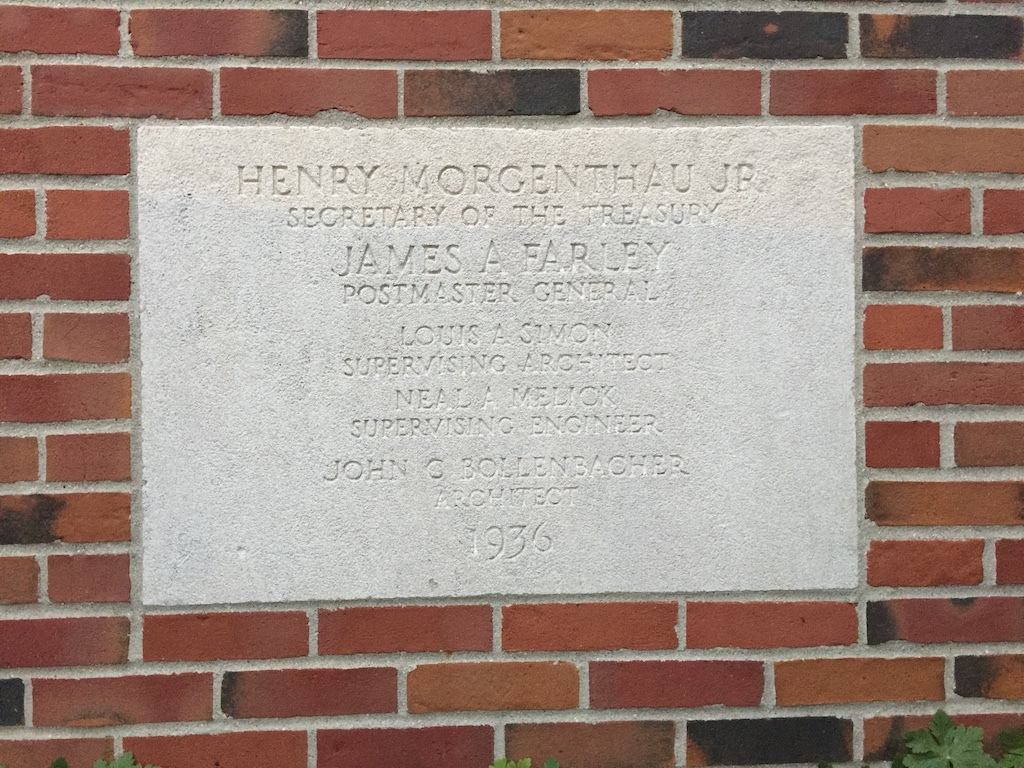 HENRY MORGENTHAU JR
SECRETARY OF THE TREASURY
JAMES A FARLEY
POSTMASTER GENERAL
LOUIS A SIMON
SUPERVISING ARCHITECT
NEAL A MELICK
SUPERVISING ENGINEER
JOHN C BOLLENBACHER
ARCHITECT
1936